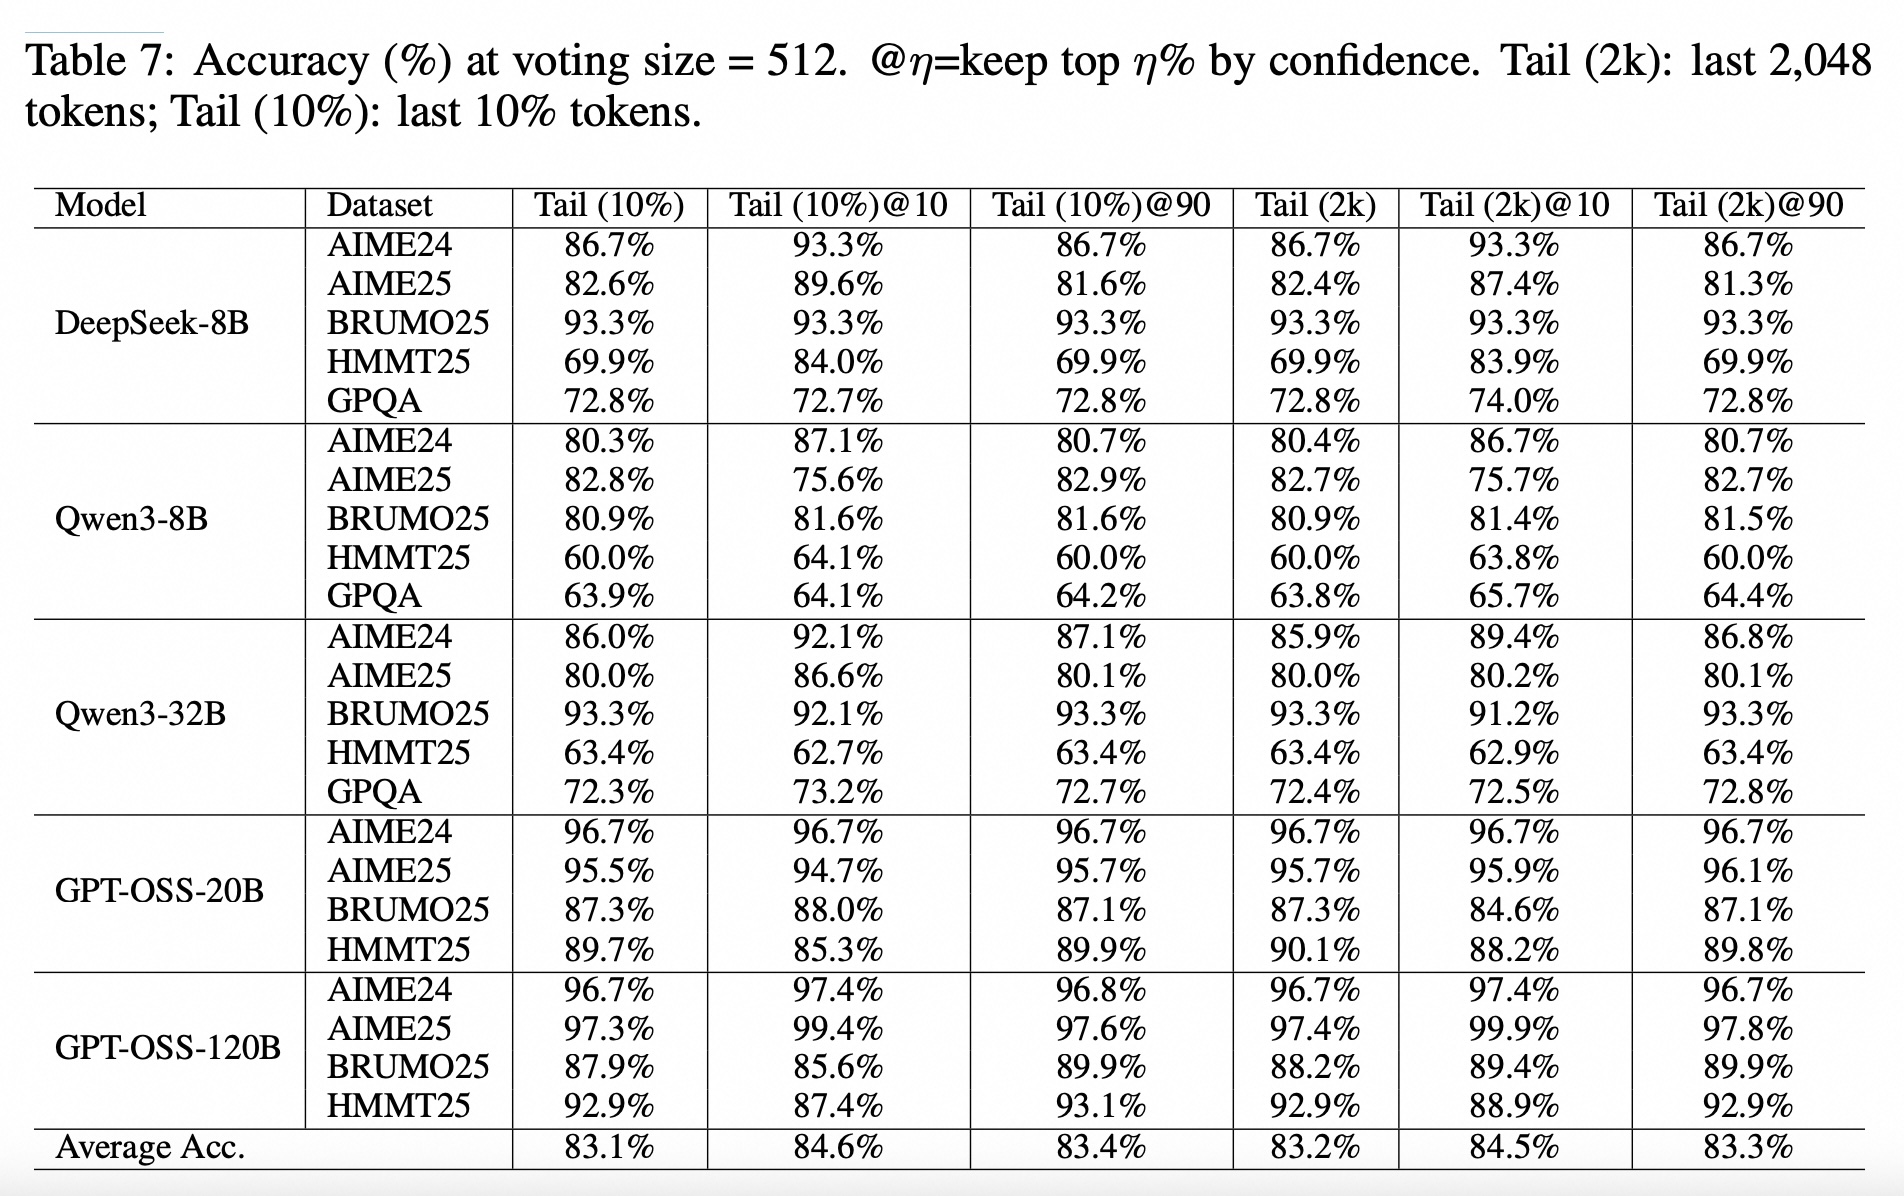 Table 7: Accuracy (%) at voting size = 512. @η=keep top η% by confidence. Tail (2k): last 2,048
tokens; Tail (10%): last 10% tokens.
Model Dataset Tail (10%) Tail (10%)@10 Tail (10%)@90 Tail (2k) Tail (2k)@10 Tail (2k)@90
DeepSeek-8B
AIME24 86.7% 93.3% 86.7% 86.7% 93.3% 86.7%
AIME25 82.6% 89.6% 81.6% 82.4% 87.4% 81.3%
BRUMO25 93.3% 93.3% 93.3% 93.3% 93.3% 93.3%
HMMT25 69.9% 84.0% 69.9% 69.9% 83.9% 69.9%
GPQA 72.8% 72.7% 72.8% 72.8% 74.0% 72.8%
Qwen3-8B
AIME24 80.3% 87.1% 80.7% 80.4% 86.7% 80.7%
AIME25 82.8% 75.6% 82.9% 82.7% 75.7% 82.7%
BRUMO25 80.9% 81.6% 81.6% 80.9% 81.4% 81.5%
HMMT25 60.0% 64.1% 60.0% 60.0% 63.8% 60.0%
GPQA 63.9% 64.1% 64.2% 63.8% 65.7% 64.4%
Qwen3-32B
AIME24 86.0% 92.1% 87.1% 85.9% 89.4% 86.8%
AIME25 80.0% 86.6% 80.1% 80.0% 80.2% 80.1%
BRUMO25 93.3% 92.1% 93.3% 93.3% 91.2% 93.3%
HMMT25 63.4% 62.7% 63.4% 63.4% 62.9% 63.4%
GPQA 72.3% 73.2% 72.7% 72.4% 72.5% 72.8%
GPT-OSS-20B
AIME24 96.7% 96.7% 96.7% 96.7% 96.7% 96.7%
AIME25 95.5% 94.7% 95.7% 95.7% 95.9% 96.1%
BRUMO25 87.3% 88.0% 87.1% 87.3% 84.6% 87.1%
HMMT25 89.7% 85.3% 89.9% 90.1% 88.2% 89.8%
GPT-OSS-120B
AIME24 96.7% 97.4% 96.8% 96.7% 97.4% 96.7%
AIME25 97.3% 99.4% 97.6% 97.4% 99.9% 97.8%
BRUMO25 87.9% 85.6% 89.9% 88.2% 89.4% 89.9%
HMMT25 92.9% 87.4% 93.1% 92.9% 88.9% 92.9%
Average Acc. 83.1% 84.6% 83.4% 83.2% 84.5% 83.3%